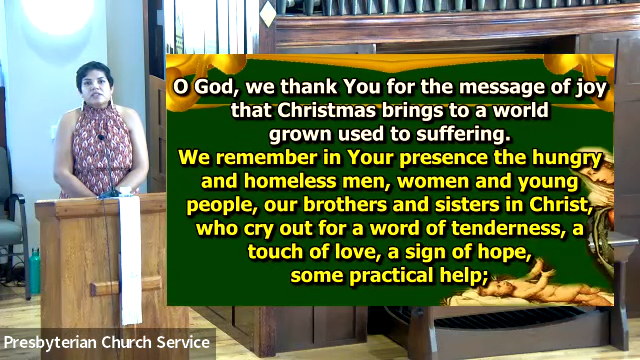 O God, we thank You for the message of joy
that Christmas brings to a world
grown used to suffering.
We remember in Your presence the hungry
and homeless men, women and young
people, our brothers and sisters in Christ,
who cry out for a word of tenderness, a
touch of love, a sign of hope,
some practical help;
Presbyterian Church Service